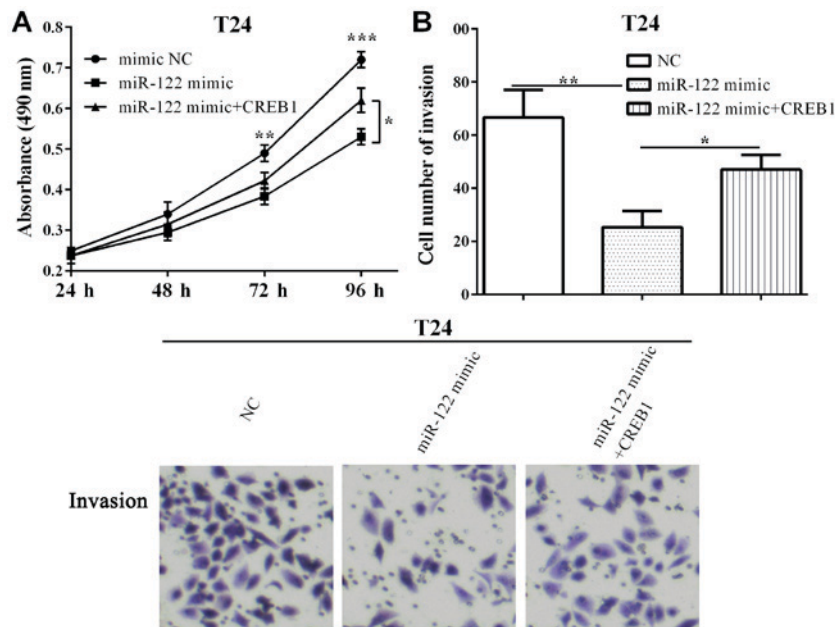 A
T24
mimic NC
miR-122 mimic
miR-122 mimic+CREB1
Absorbance (490 nm)
0.8
0.7
0.6
0.5
0.4
0.3
0.2
**
***
*
24 h
48 h
72 h
96 h
B
T24
NC
miR-122 mimic
miR-122 mimic+CREB1
Cell number of invasion
00
80
60
40
20
0
**
*
T24
NC
miR-122 mimic
miR-122 mimic
+CREB1
Invasion